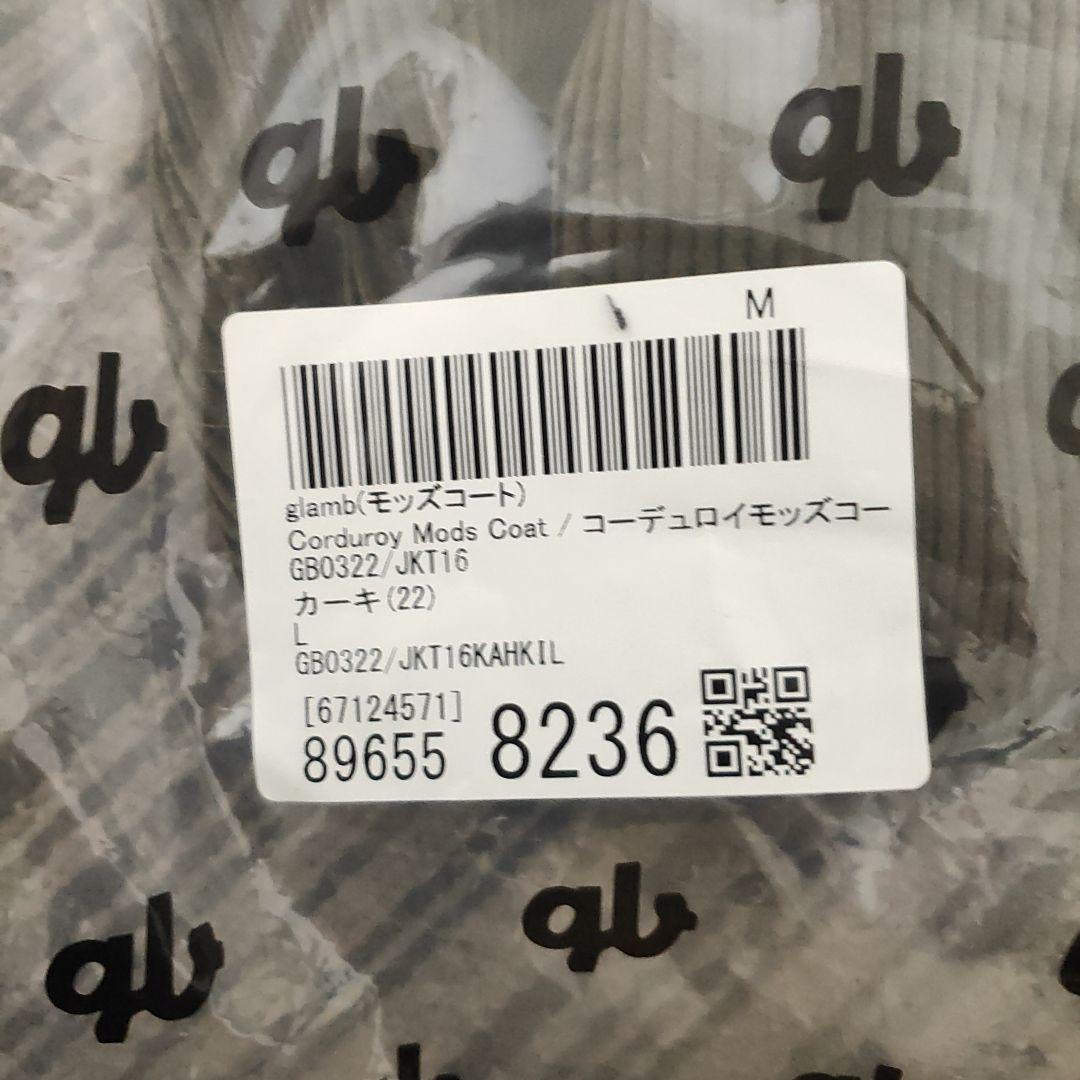 gb
gb
M
gb
glamb(モッズコート)
Corduroy Mods Coat / コーデュロイモッズコー
GB0322/JKT16
カーキ(22)
L
GB0322/JKT16KAHKIL
[67124571]
89655 8236
gb
gb